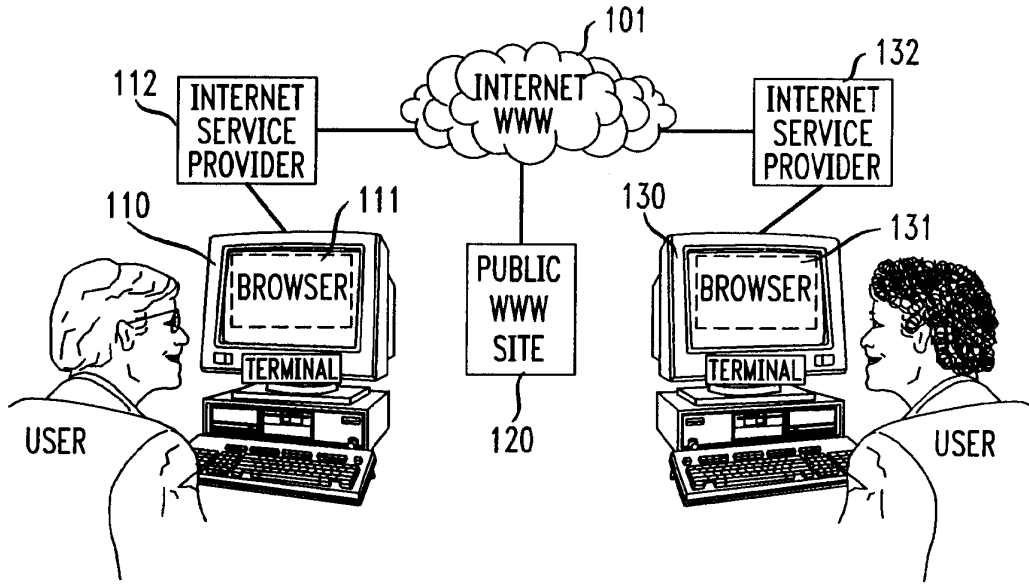 101
132
112
INTERNET
SERVICE
PROVIDER
INTERNET
WWW
INTERNET
SERVICE
PROVIDER
110
111
130
131
BROWSER
PUBLIC
WWW
SITE
BROWSER
TERMINAL
TERMINAL
120
USER
USER